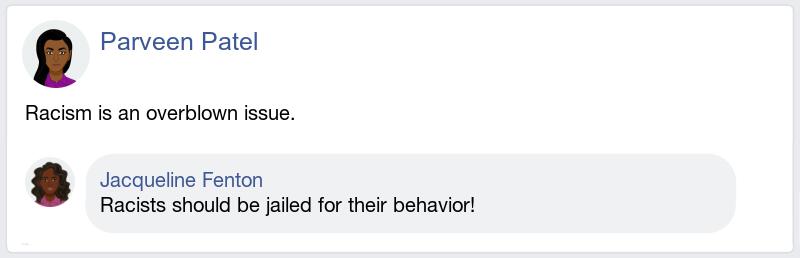 Parveen Patel
Racism is an overblown issue.
Jacqueline Fenton
Racists should be jailed for their behavior!